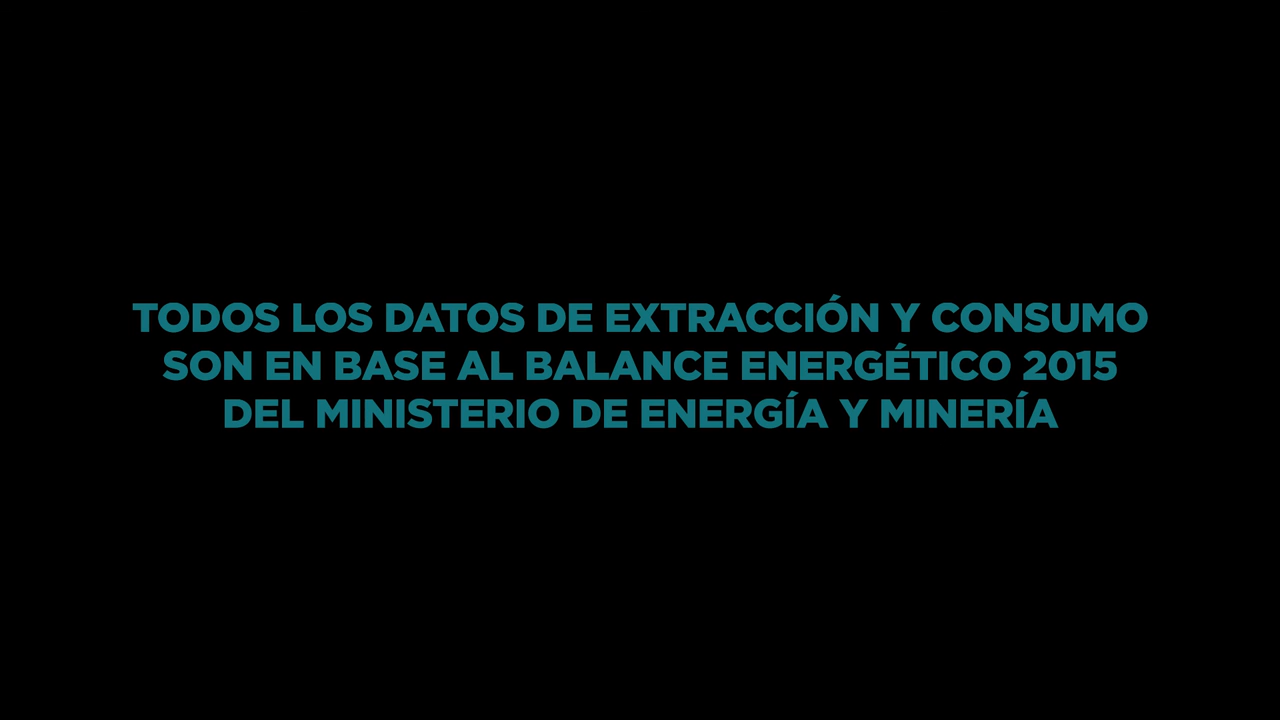 TODOS LOS DATOS DE EXTRACCIÓN Y CONSUMO
SON EN BASE AL BALANCE ENERGÉTICO 2015
DEL MINISTERIO DE ENERGÍA Y MINERÍA